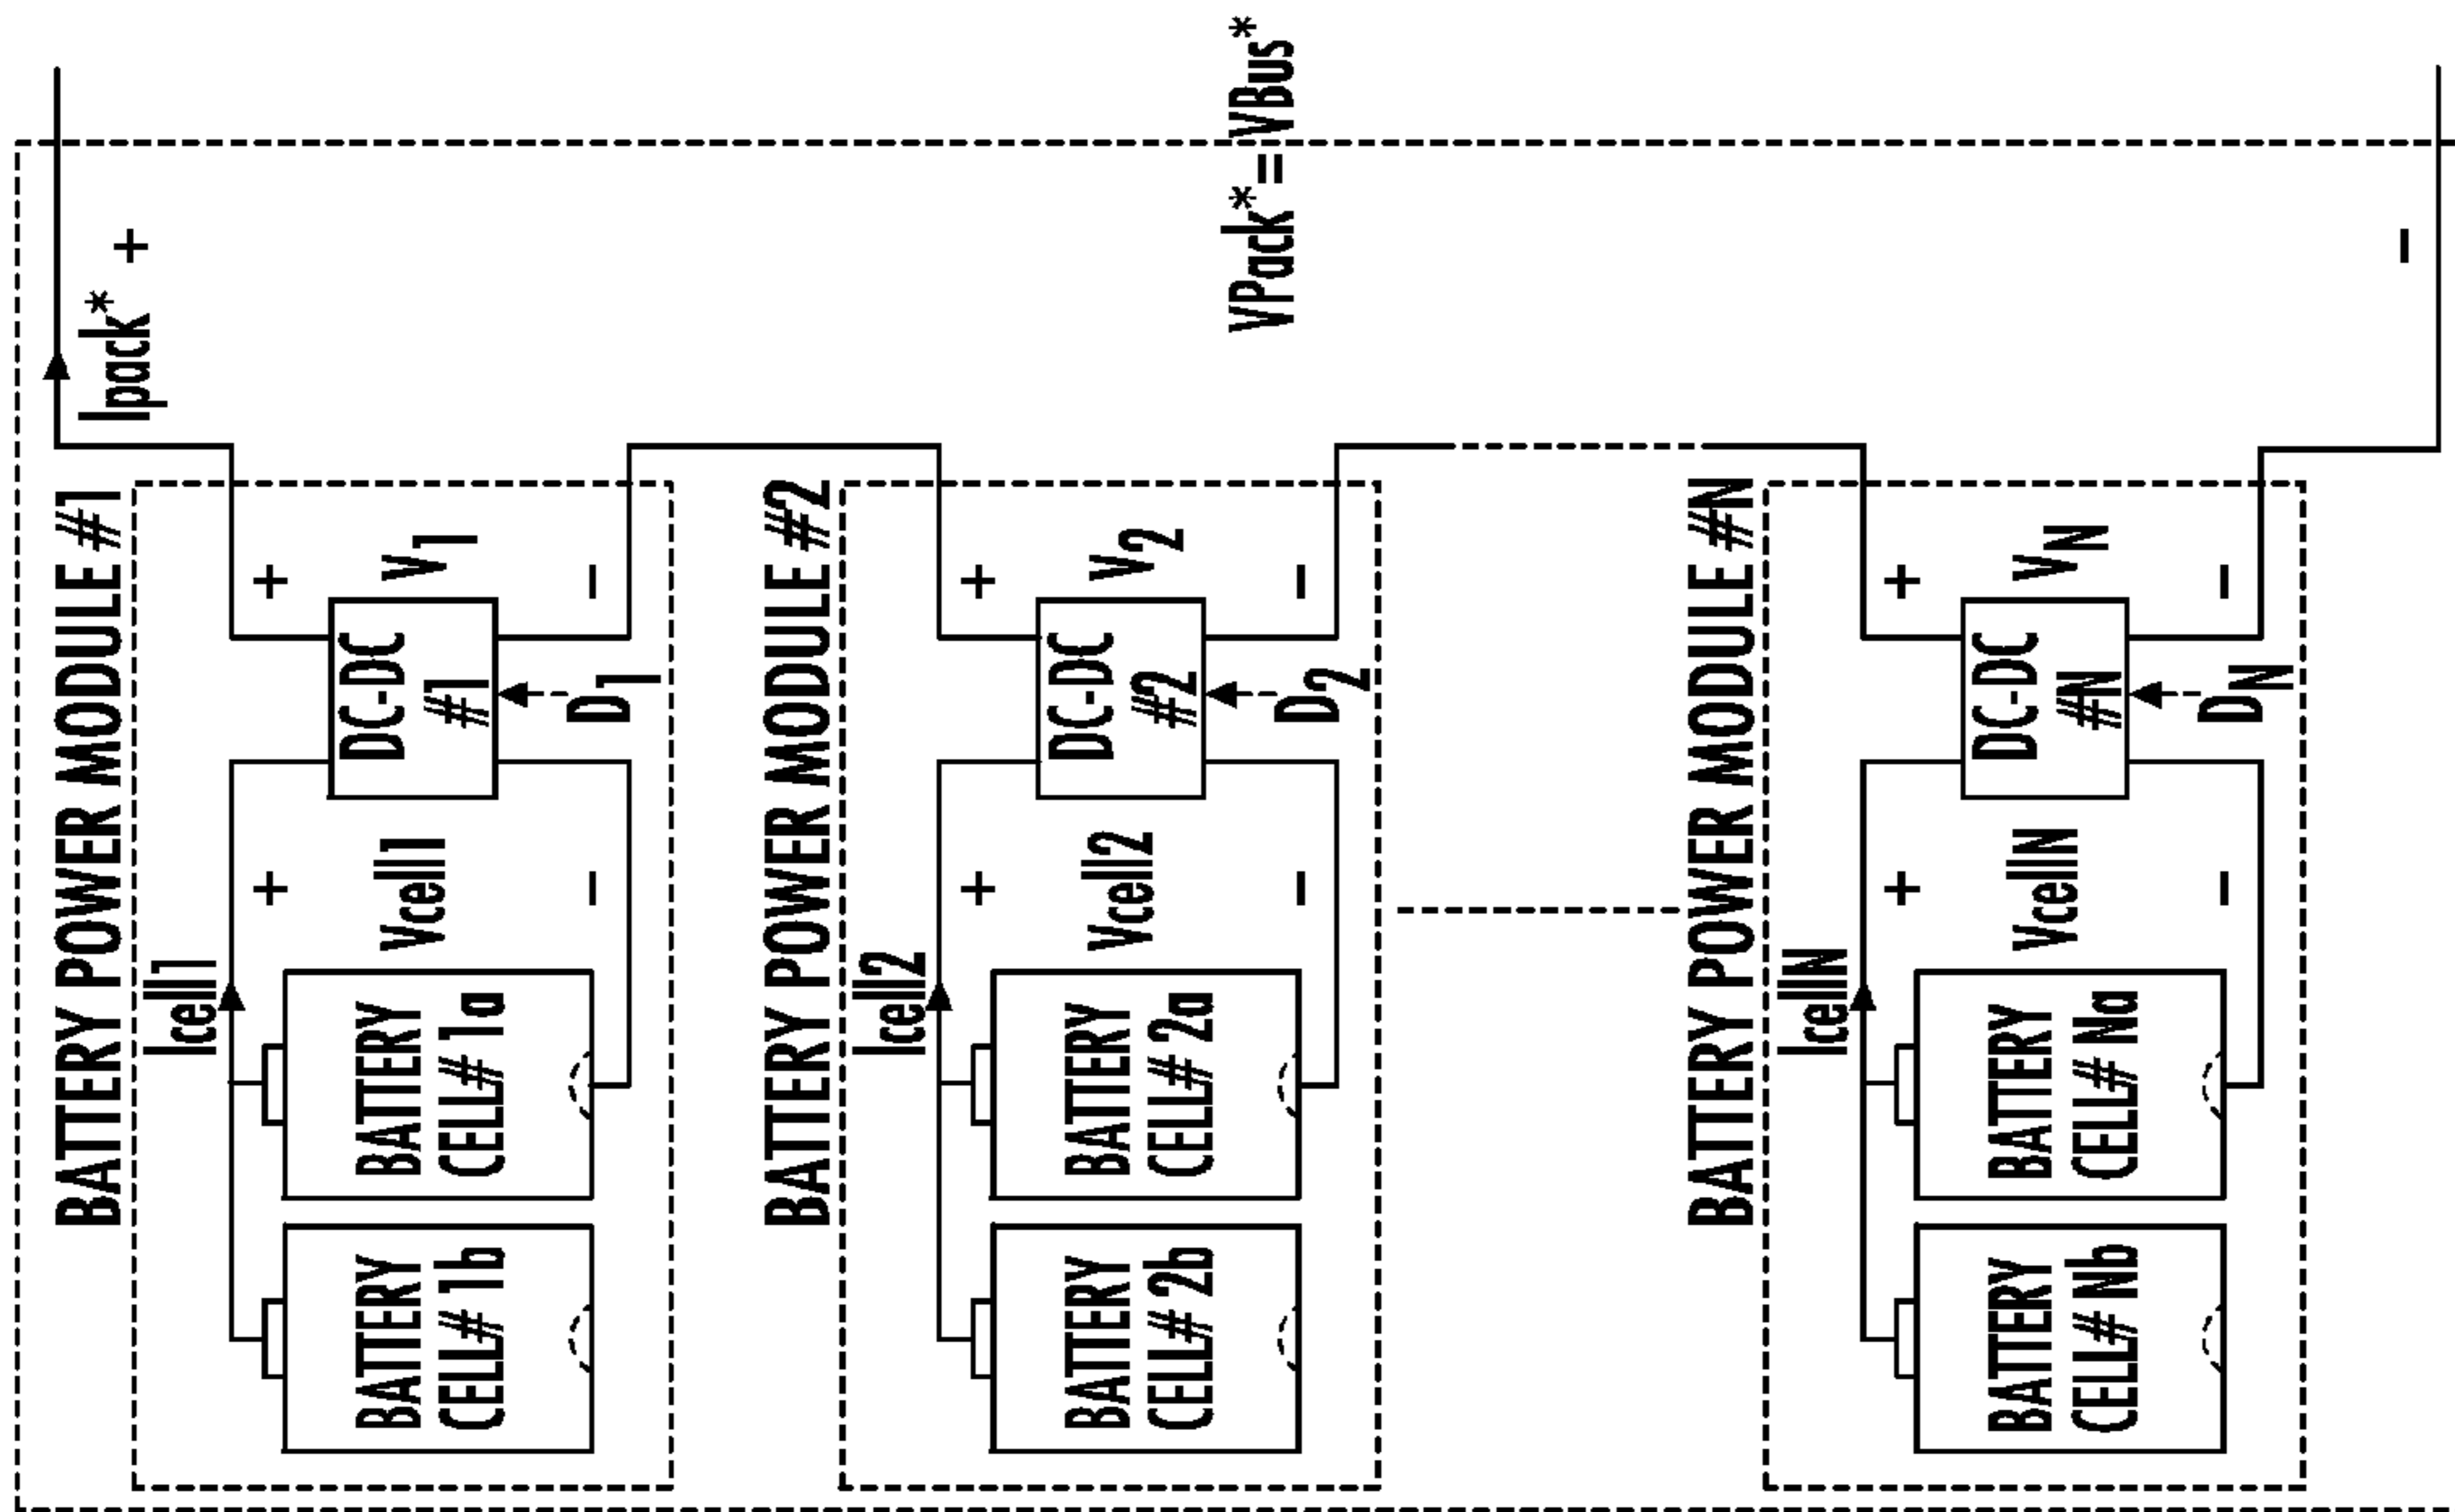 BATTERY POWER MODULE #1
Ipack* +
Icell1
+ +
BATTERY
CELL# 1b
BATTERY
CELL# 1a
Vcell1
DC-DC
#1
V1
- -
D1
BATTERY POWER MODULE #2
Icell2
+ +
BATTERY
CELL# 2b
BATTERY
CELL# 2a
Vcell2
DC-DC
#2
V2
- -
D2
VPack*= VBus*
BATTERY POWER MODULE #N
IcellN
+ +
BATTERY
CELL# Nb
BATTERY
CELL# Na
VcellN
DC-DC
#N
VN
- -
DN
-